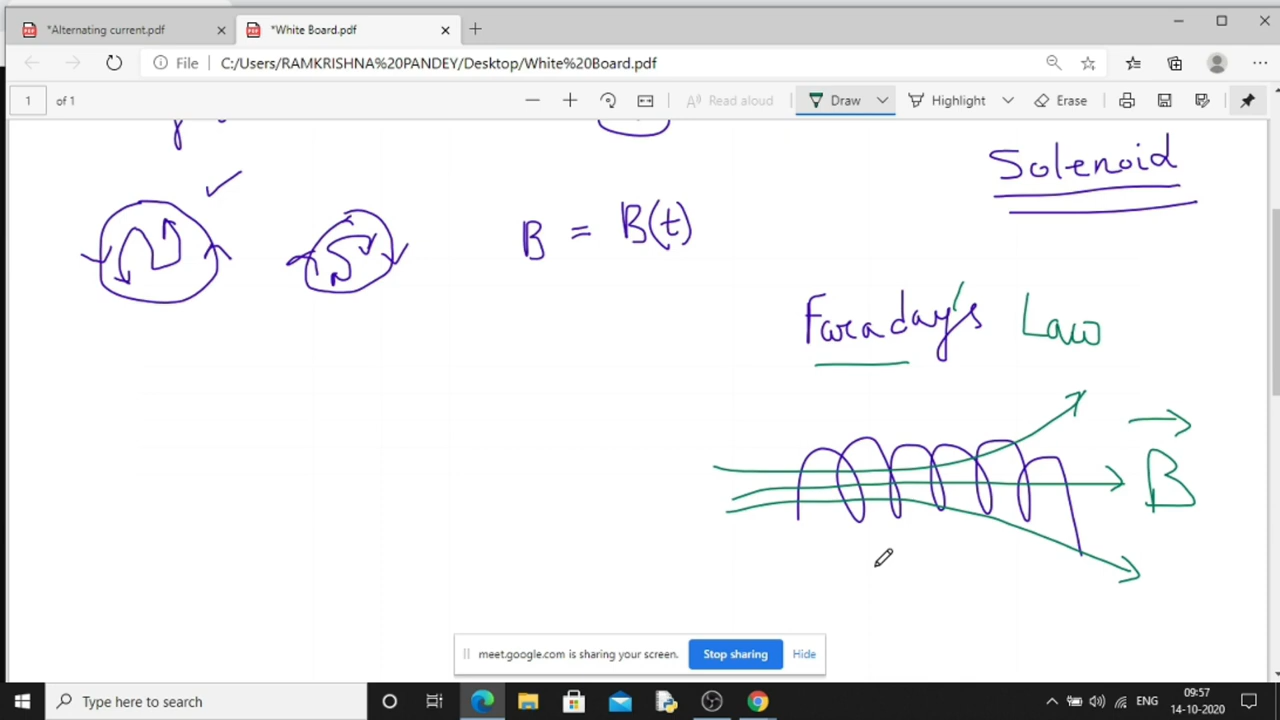 *Alternating current.pdf
*White Board.pdf
File C:/Users/RAMKRISHNA%20PANDEY/Desktop/White%20Board.pdf
1 of 1
Read aloud Draw Highlight Erase
Solenoid
N S
B = B(t)
Faraday's Law
B
meet.google.com is sharing your screen. Stop sharing Hide
Type here to search
ENG
09:57
14-10-2020